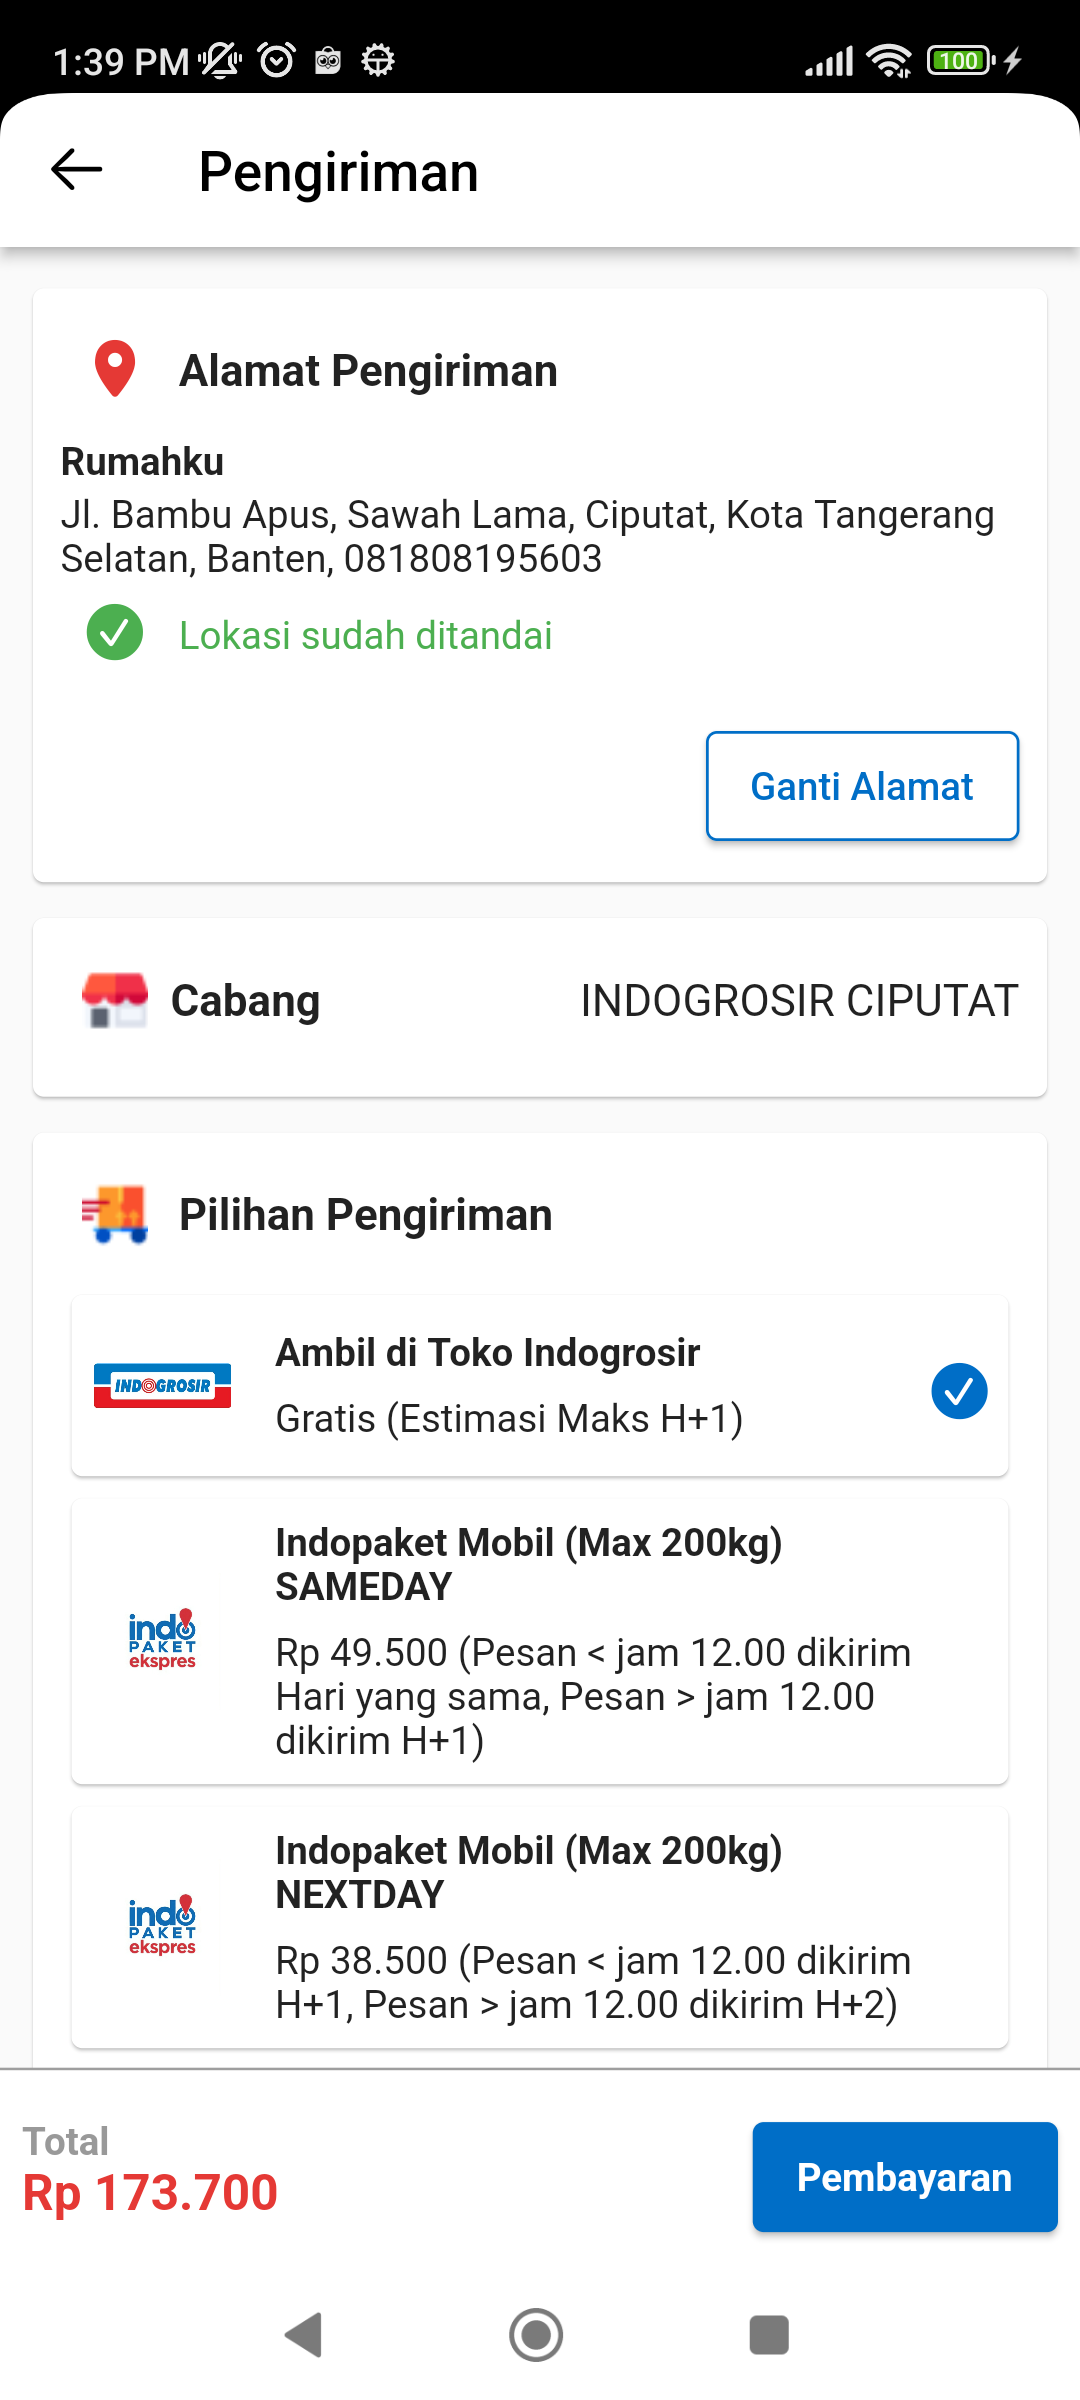 1:39 PM
100
Pengiriman
Alamat Pengiriman
Rumahku
Jl. Bambu Apus, Sawah Lama, Ciputat, Kota Tangerang
Selatan, Banten, 081808195603
Lokasi sudah ditandai
Ganti Alamat
Cabang INDOGROSIR CIPUTAT
Pilihan Pengiriman
Ambil di Toko Indogrosir
INDOGROSIR
Gratis (Estimasi Maks H+1)
Indopaket Mobil (Max 200kg)
SAMEDAY
indo
PAKET
ekspres
Rp 49.500 (Pesan < jam 12.00 dikirim
Hari yang sama, Pesan > jam 12.00
dikirim H+1)
Indopaket Mobil (Max 200kg)
NEXTDAY
indo
PAKET
ekspres
Rp 38.500 (Pesan < jam 12.00 dikirim
H+1, Pesan > jam 12.00 dikirim H+2)
Total
Rp 173.700
Pembayaran